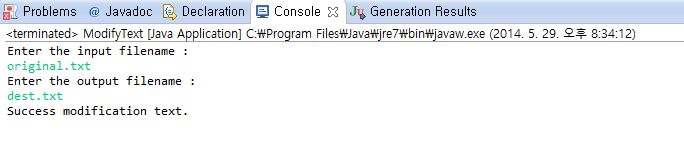 Problems @ Javadoc Declaration Console Ju Generation Results
<terminated> ModifyText [Java Application] C:₩Program Files₩Java₩jre7₩bin₩javaw.exe (2014. 5. 29. 오후 8:34:12)
Enter the input filename :
original.txt
Enter the output filename :
dest.txt
Success modification text.